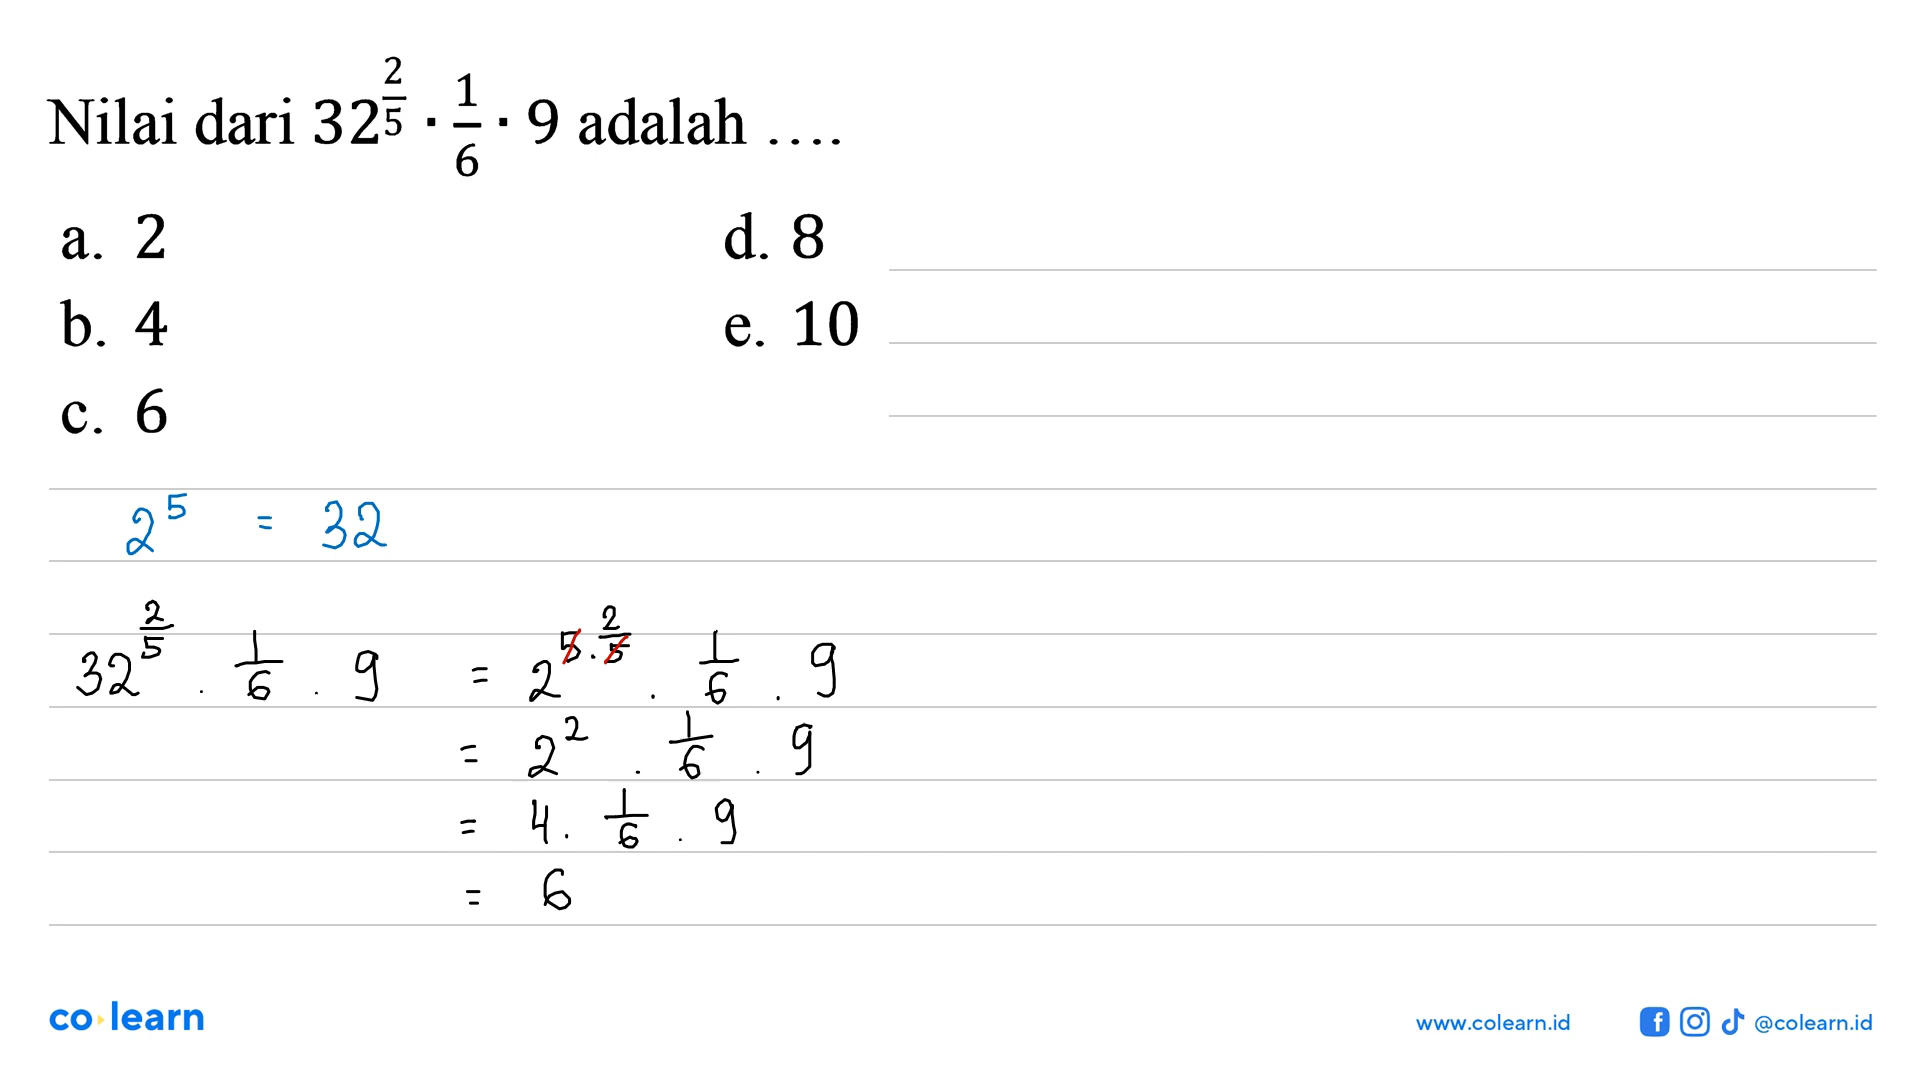 Nilai dari 32^(2/5) · 1/6 · 9 adalah ....
a. 2
b. 4
c. 6
d. 8
e. 10
2^5 = 32
32^(2/5) . 1/6 . 9 = 2^(5 . 2/5) . 1/6 . 9
= 2^2 . 1/6 . 9
= 4 . 1/6 . 9
= 6
co learn
www.colearn.id
@colearn.id